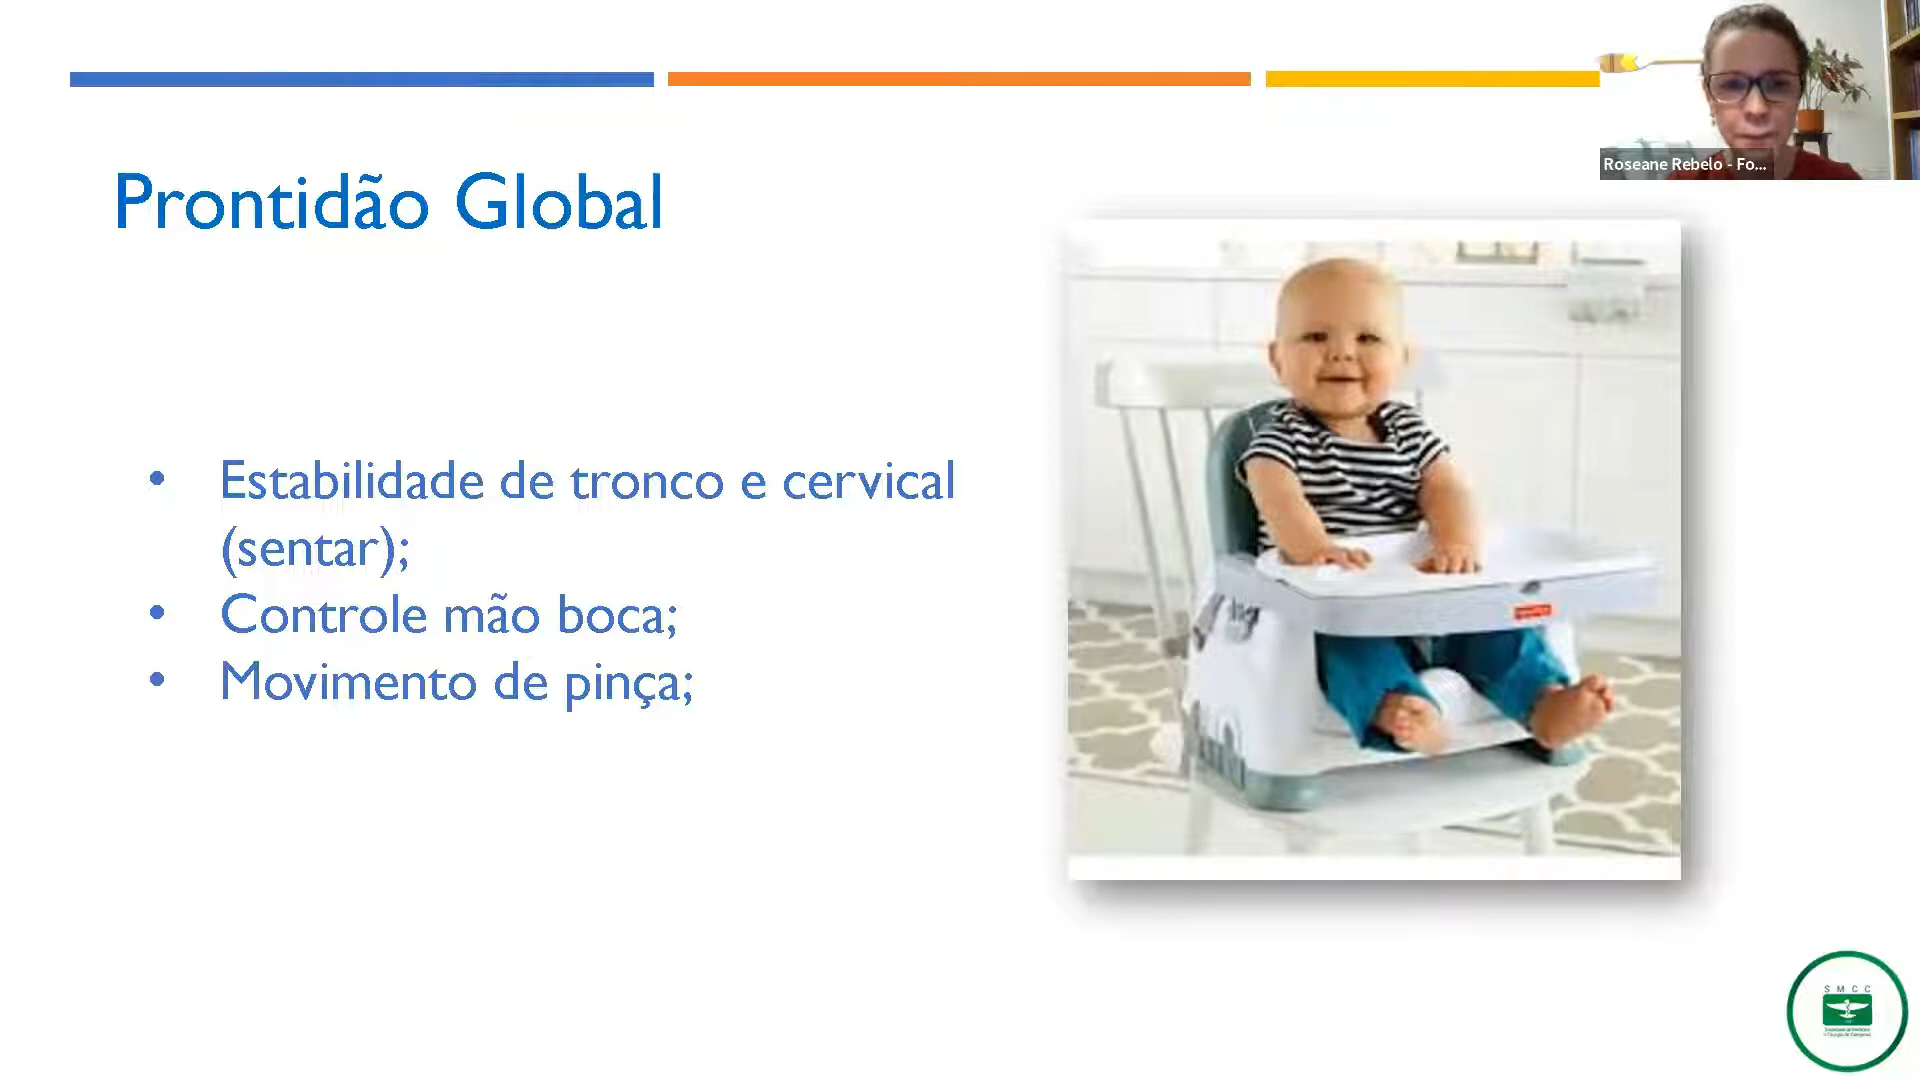 Roseane Rebelo - Fo...
Prontidão Global
• Estabilidade de tronco e cervical
(sentar);
• Controle mão boca;
• Movimento de pinça;
S M C C